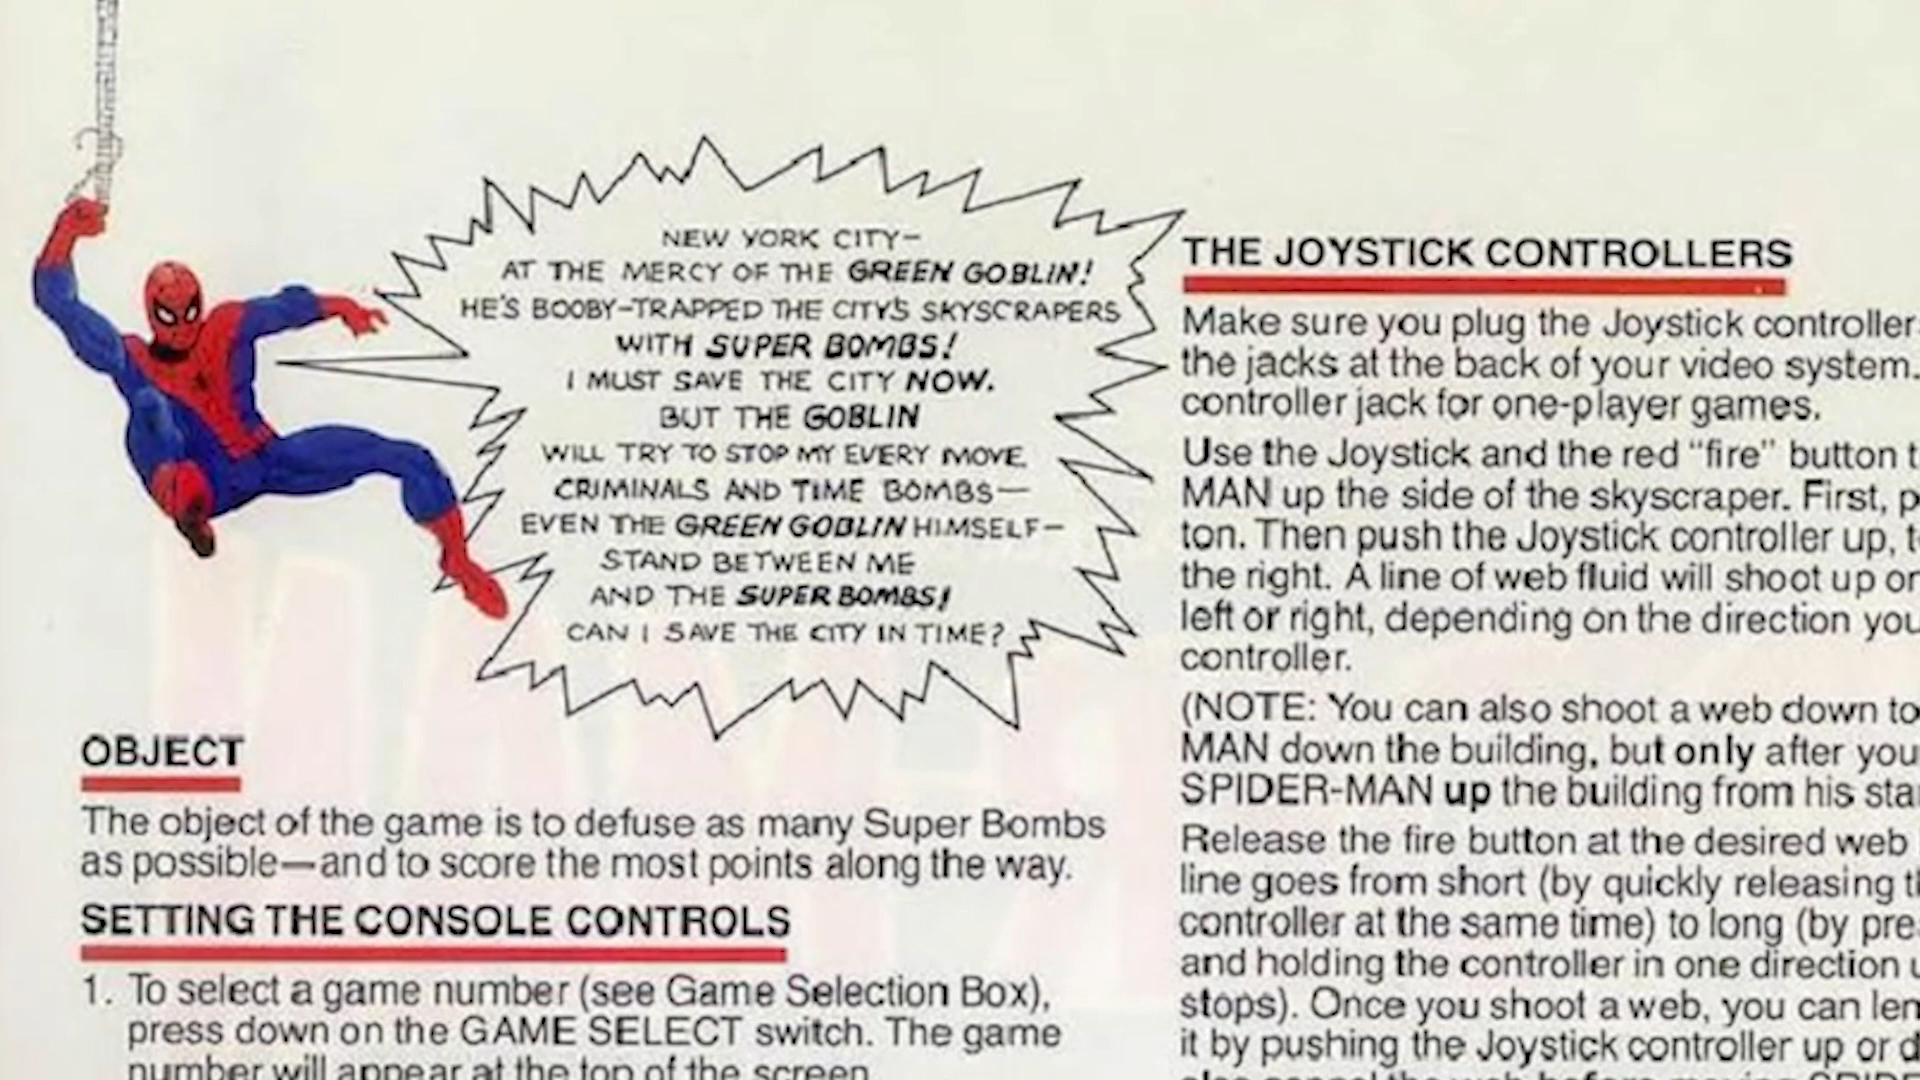 NEW YORK CITY–
AT THE MERCY OF THE GREEN GOBLIN!
HE'S BOOBY-TRAPPED THE CITY'S SKYSCRAPERS
WITH SUPER BOMBS!
I MUST SAVE THE CITY NOW.
BUT THE GOBLIN
WILL TRY TO STOP MY EVERY MOVE.
CRIMINALS AND TIME BOMBS—
EVEN THE GREEN GOBLIN HIMSELF–
STAND BETWEEN ME
AND THE SUPER BOMBS!
CAN I SAVE THE CITY IN TIME?
OBJECT
The object of the game is to defuse as many Super Bombs
as possible—and to score the most points along the way.
SETTING THE CONSOLE CONTROLS
1. To select a game number (see Game Selection Box),
press down on the GAME SELECT switch. The game
number will appear at the top of the screen
THE JOYSTICK CONTROLLERS
Make sure you plug the Joystick controller
the jacks at the back of your video system.
controller jack for one-player games.
Use the Joystick and the red “fire” button
MAN up the side of the skyscraper. First,
ton. Then push the Joystick controller up,
the right. A line of web fluid will shoot up or
left or right, depending on the direction you
controller.
(NOTE: You can also shoot a web down to
MAN down the building, but only after you
SPIDER-MAN up the building from his
Release the fire button at the desired web
line goes from short (by quickly releasing
controller at the same time) to long (by
and holding the controller in one direction
stops). Once you shoot a web, you can
it by pushing the Joystick controller up or